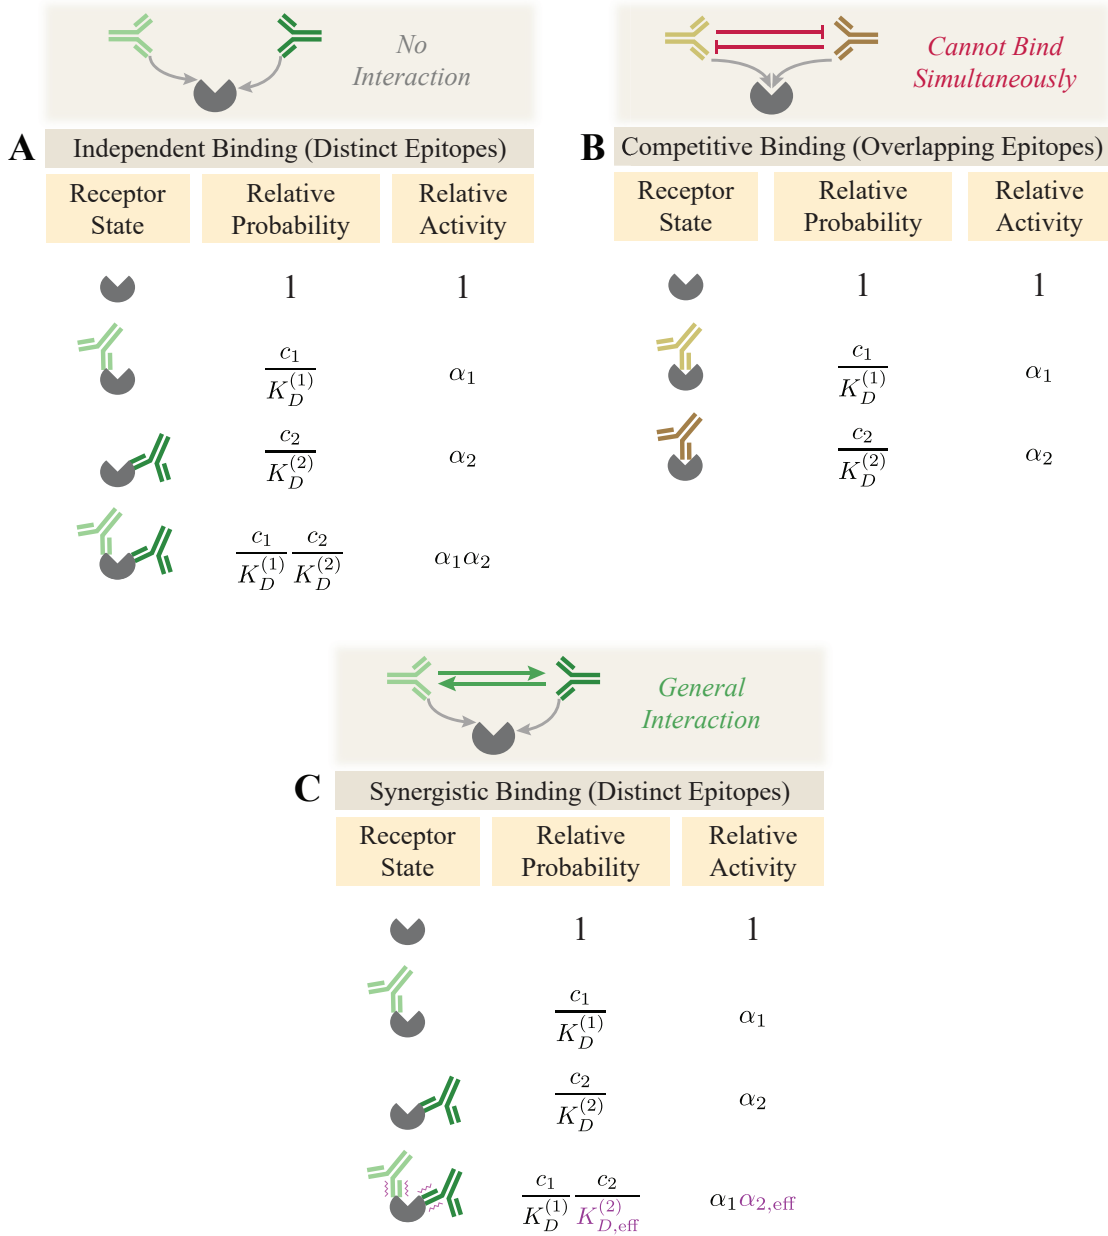 No
Interaction
A
Independent Binding (Distinct Epitopes)
Receptor State
Relative Probability
Relative Activity
1
1
c₁/K_D^(1)
α₁
c₂/K_D^(2)
α₂
c₁/K_D^(1) c₂/K_D^(2)
α₁α₂
Cannot Bind
Simultaneously
B
Competitive Binding (Overlapping Epitopes)
Receptor State
Relative Probability
Relative Activity
1
1
c₁/K_D^(1)
α₁
c₂/K_D^(2)
α₂
General
Interaction
C
Synergistic Binding (Distinct Epitopes)
Receptor State
Relative Probability
Relative Activity
1
1
c₁/K_D^(1)
α₁
c₂/K_D^(2)
α₂
c₁/K_D^(1) c₂/K_D,eff^(2)
α₁α₂,eff